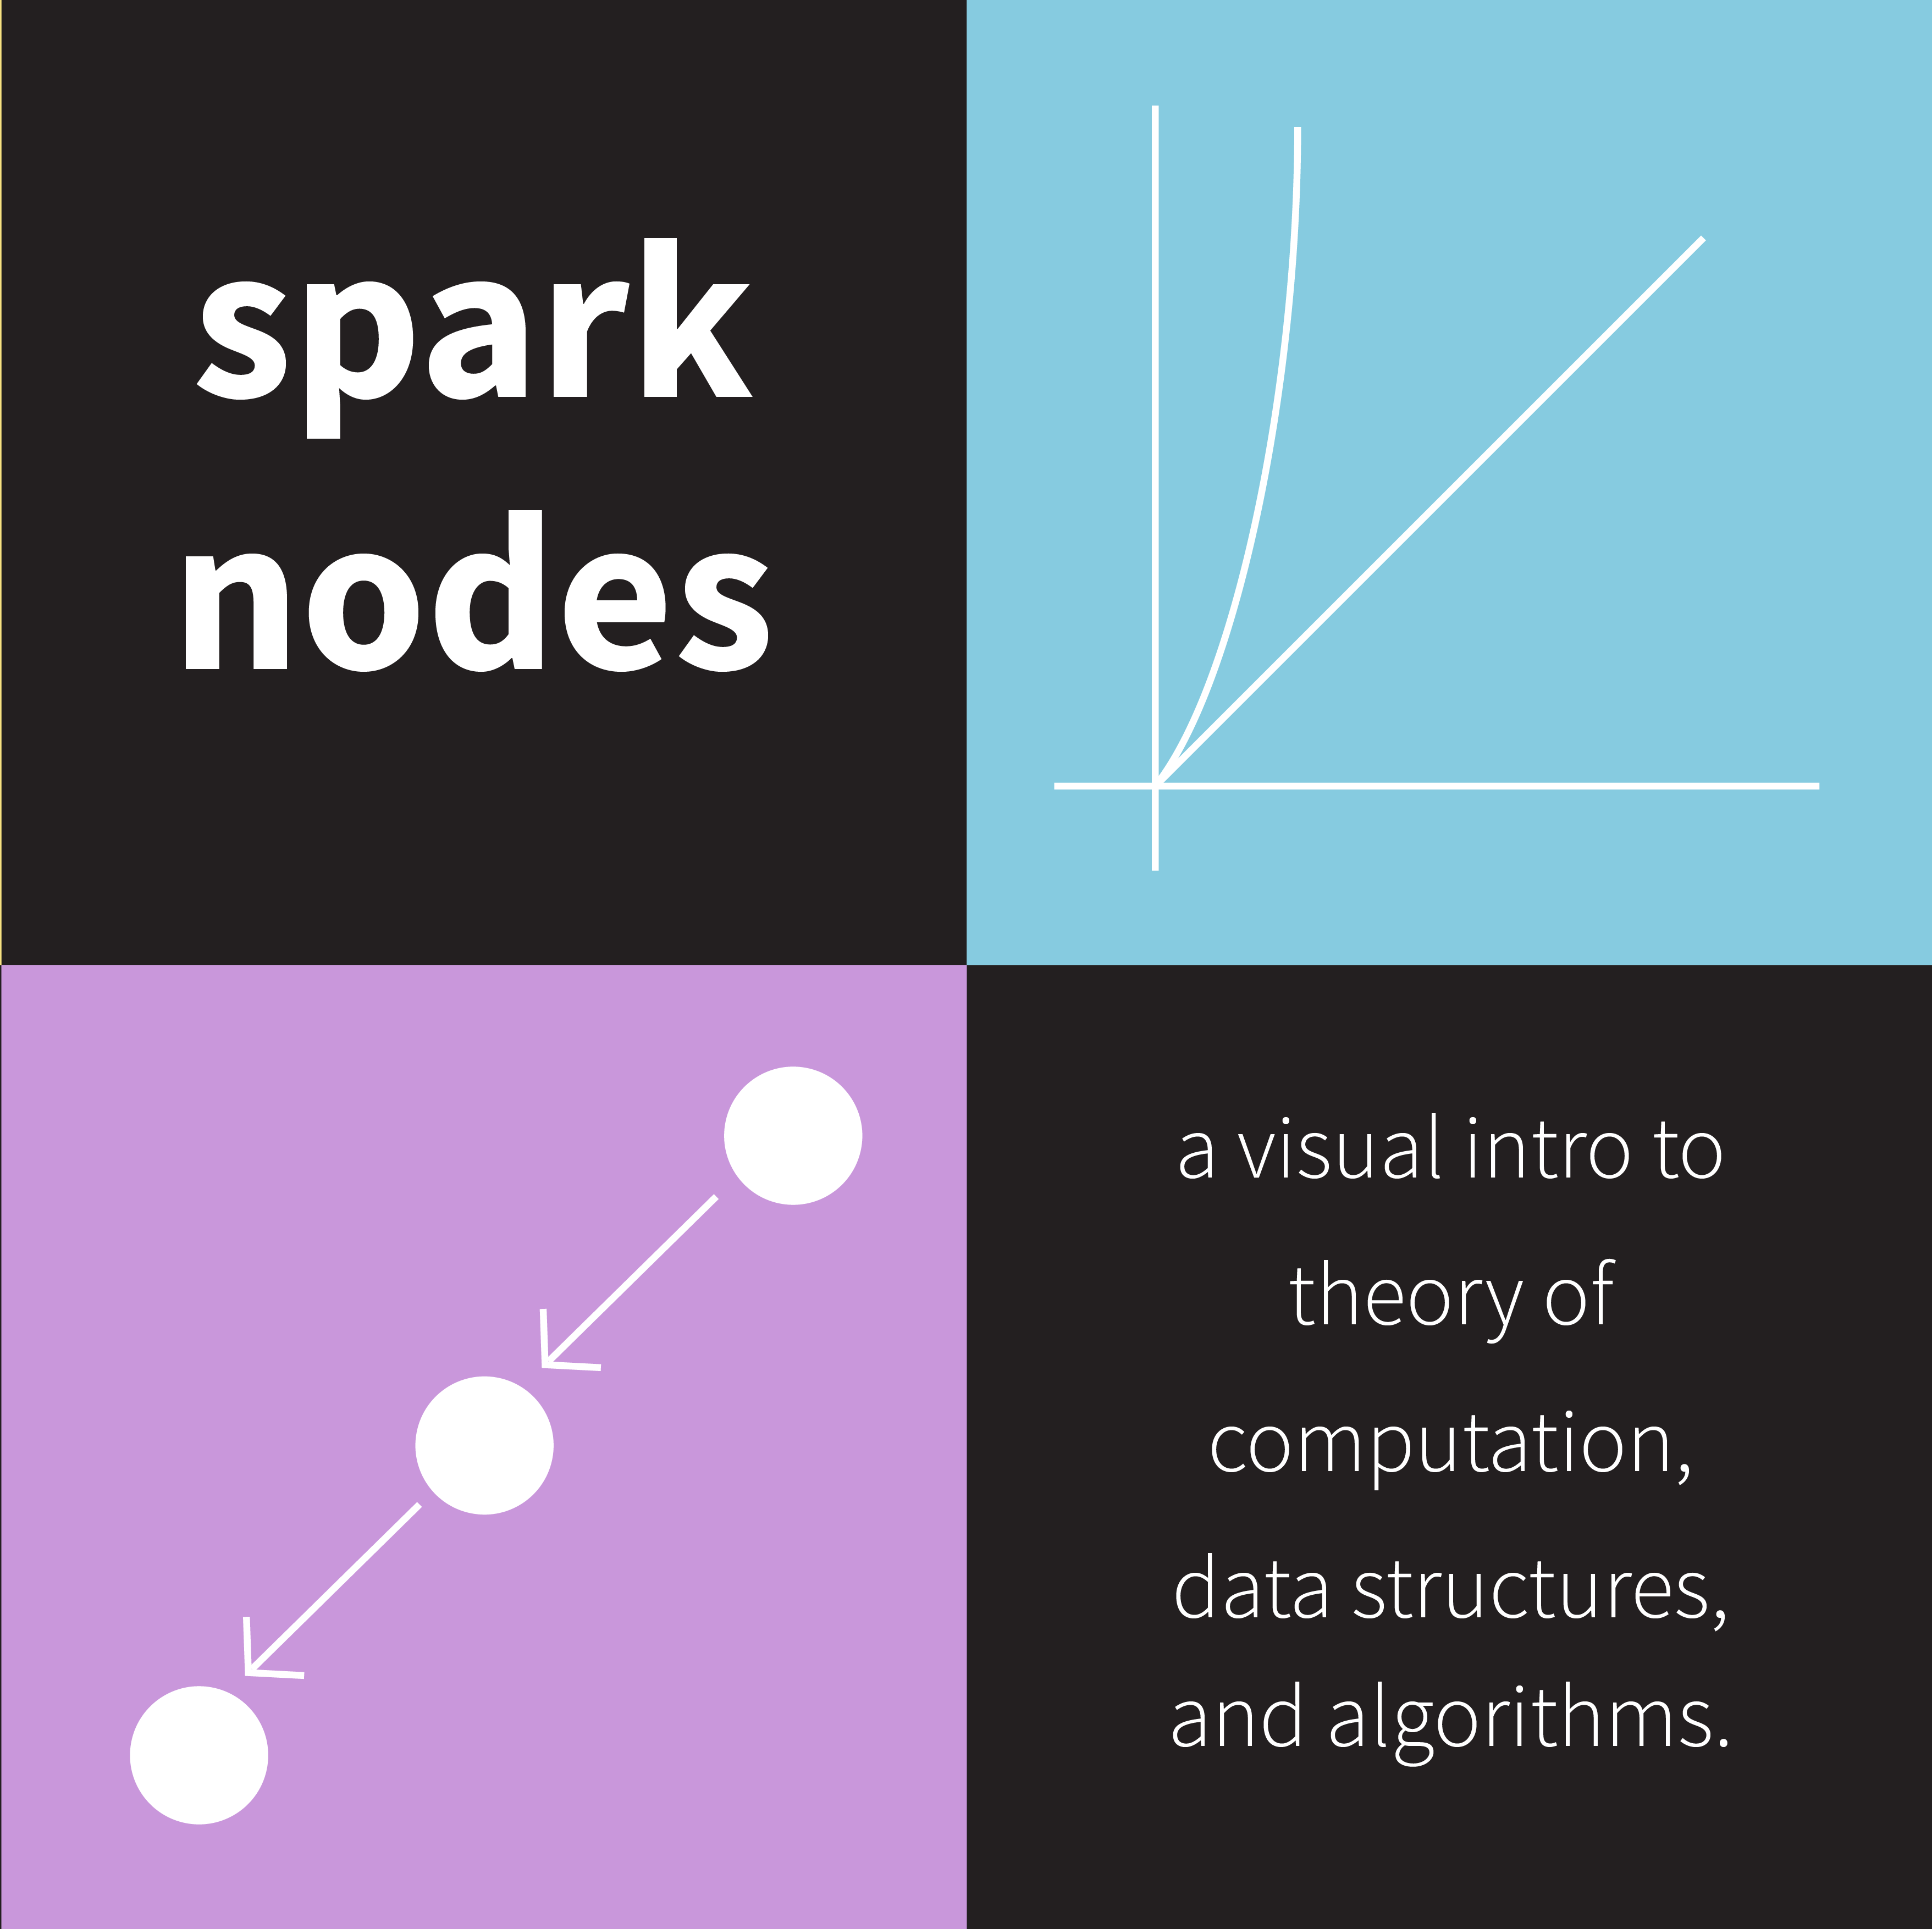 spark
nodes
a visual intro to
theory of
computation,
data structures,
and algorithms.